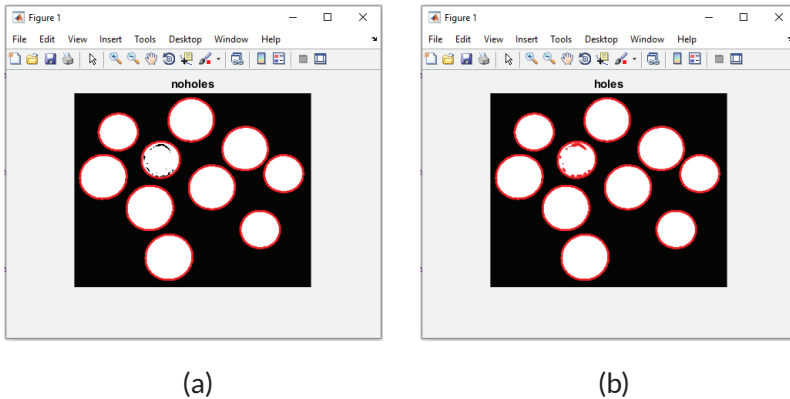 Figure 1
File Edit View Insert Tools Desktop Window Help
noholes
(a)
Figure 1
File Edit View Insert Tools Desktop Window Help
holes
(b)